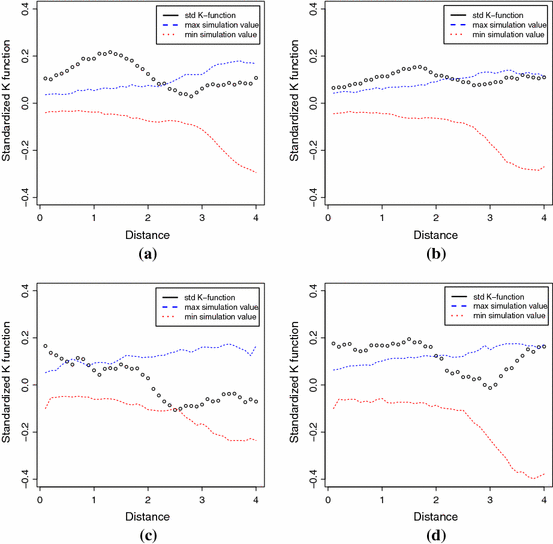 std K−function
max simulation value
min simulation value
Standardized K function
0.4
0.2
0.0
−0.2
−0.4
0 1 2 3 4
Distance
(a)
std K−function
max simulation value
min simulation value
Standardized K function
0.4
0.2
0.0
−0.2
−0.4
0 1 2 3 4
Distance
(b)
std K−function
max simulation value
min simulation value
Standardized K function
0.4
0.2
0.0
−0.2
−0.4
0 1 2 3 4
Distance
(c)
std K−function
max simulation value
min simulation value
Standardized K function
0.4
0.2
0.0
−0.2
−0.4
0 1 2 3 4
Distance
(d)